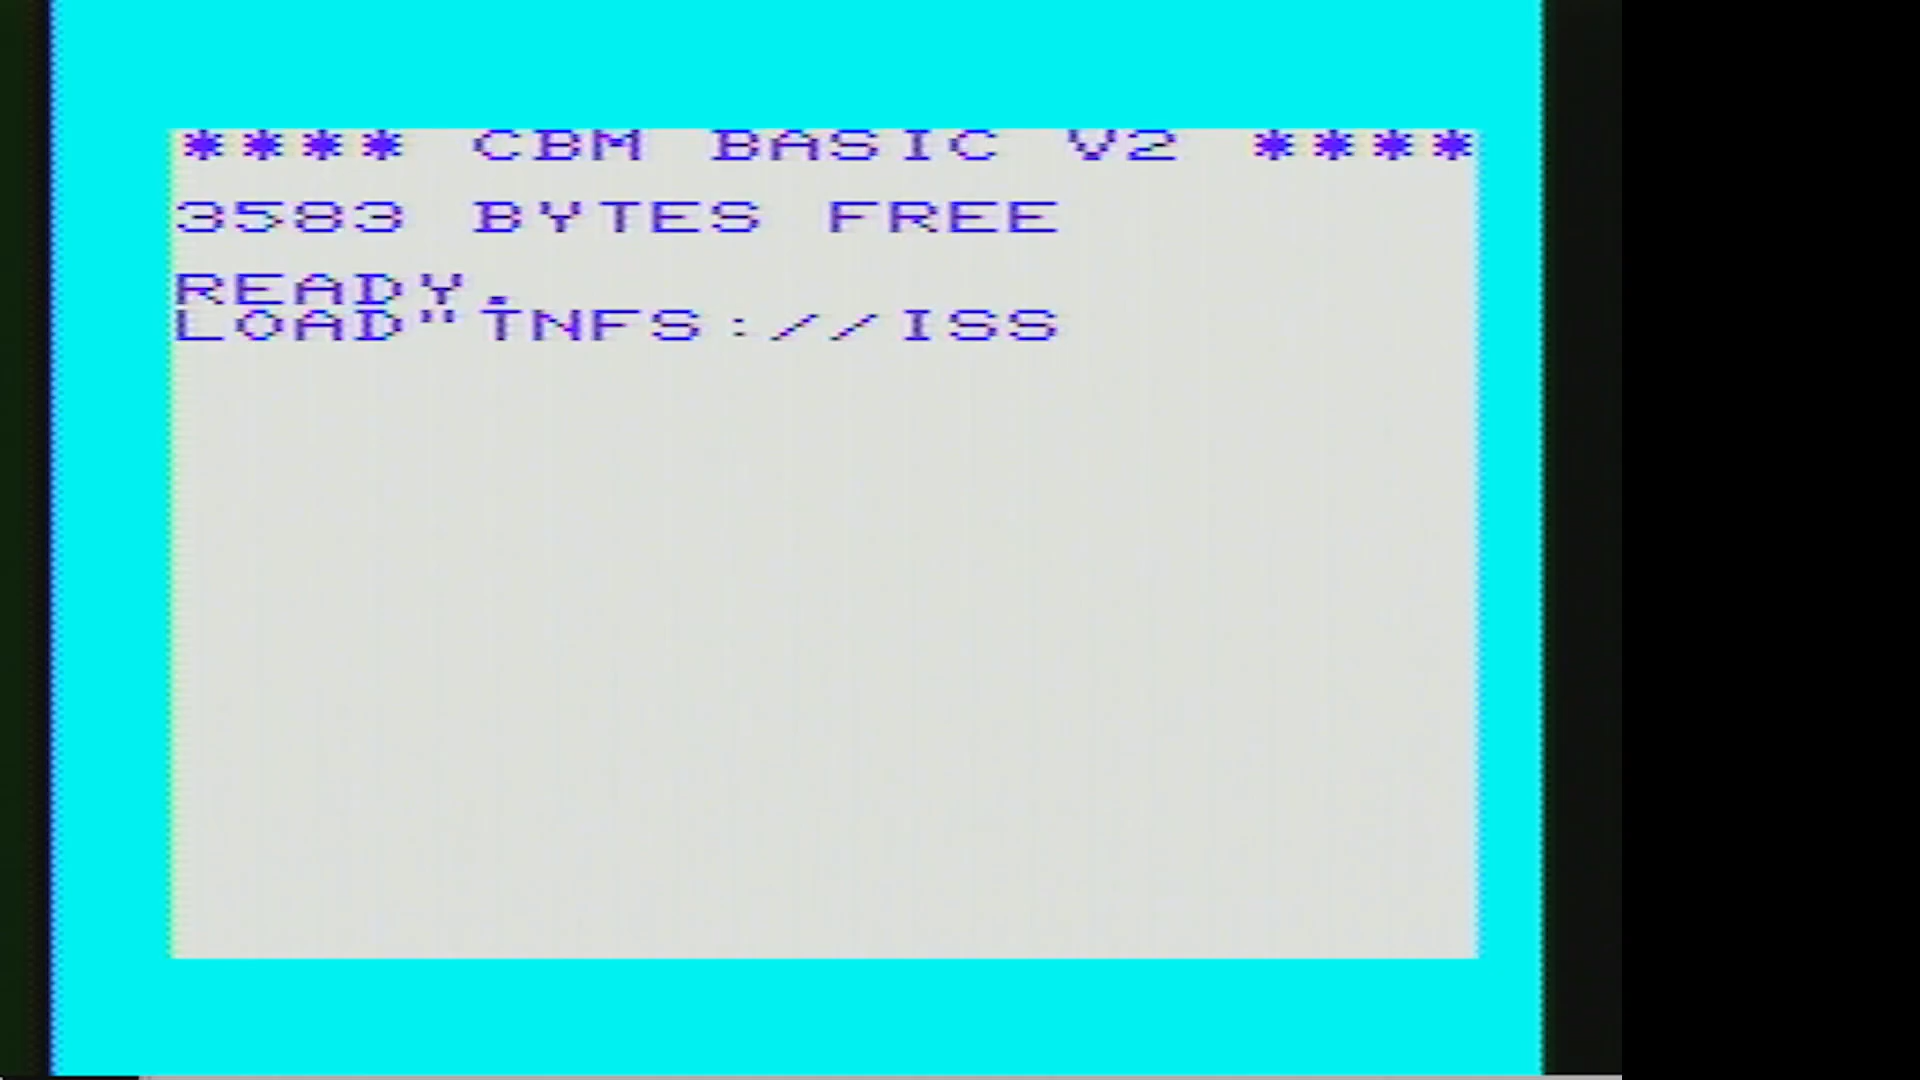 **** CBM BASIC V2 ****
3583 BYTES FREE
READY.
LOAD"TNFS://ISS